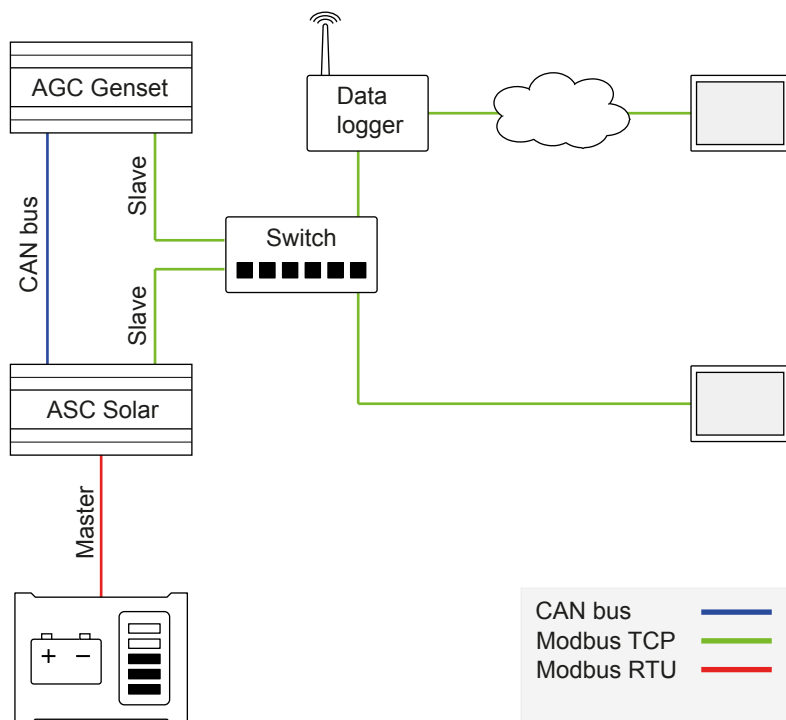 AGC Genset
Data
logger
Slave
CAN bus
Switch
Slave
ASC Solar
Master
+ −
CAN bus
Modbus TCP
Modbus RTU